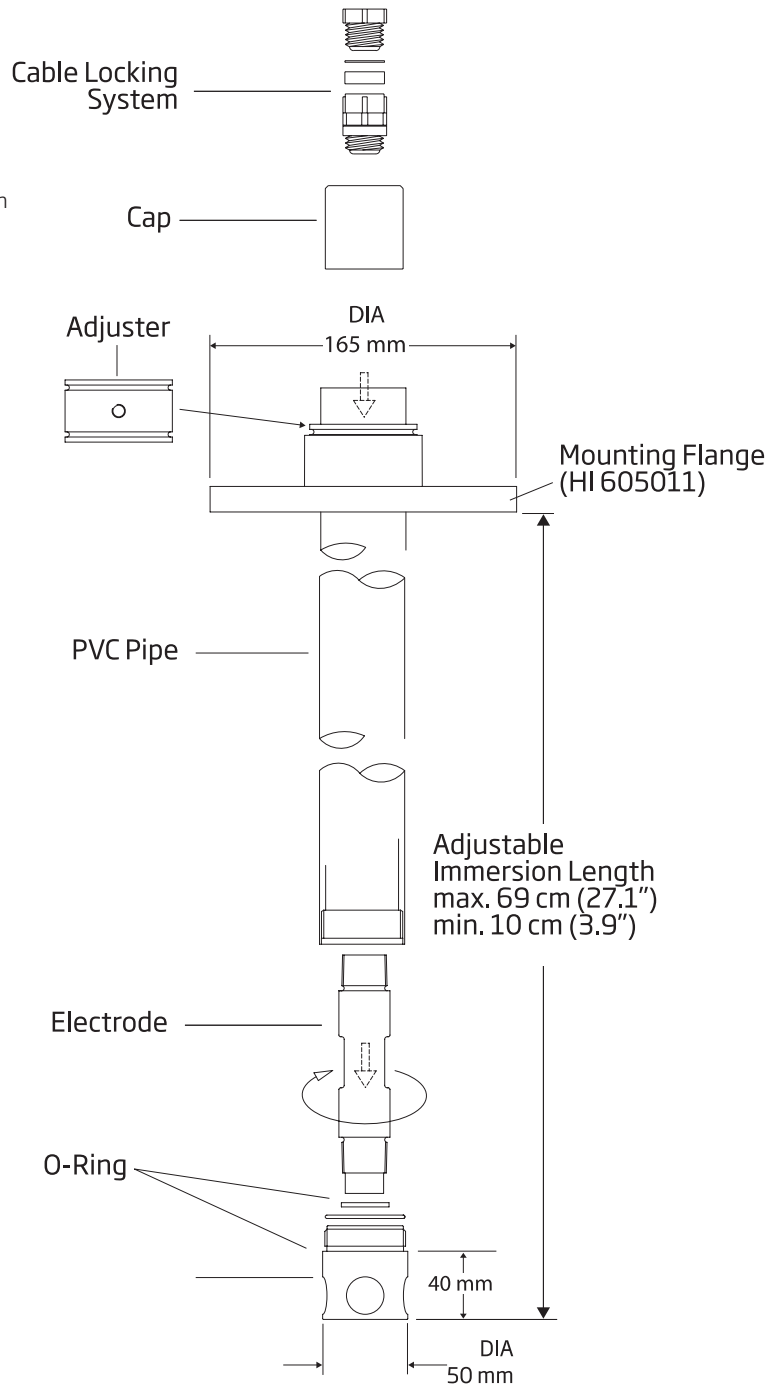 Cable Locking
System
n
Cap
DIA
165 mm
Adjuster
Mounting Flange
(HI 605011)
PVC Pipe
Adjustable
Immersion Length
max. 69 cm (27.1”)
min. 10 cm (3.9”)
Electrode
O-Ring
40 mm
DIA
50 mm